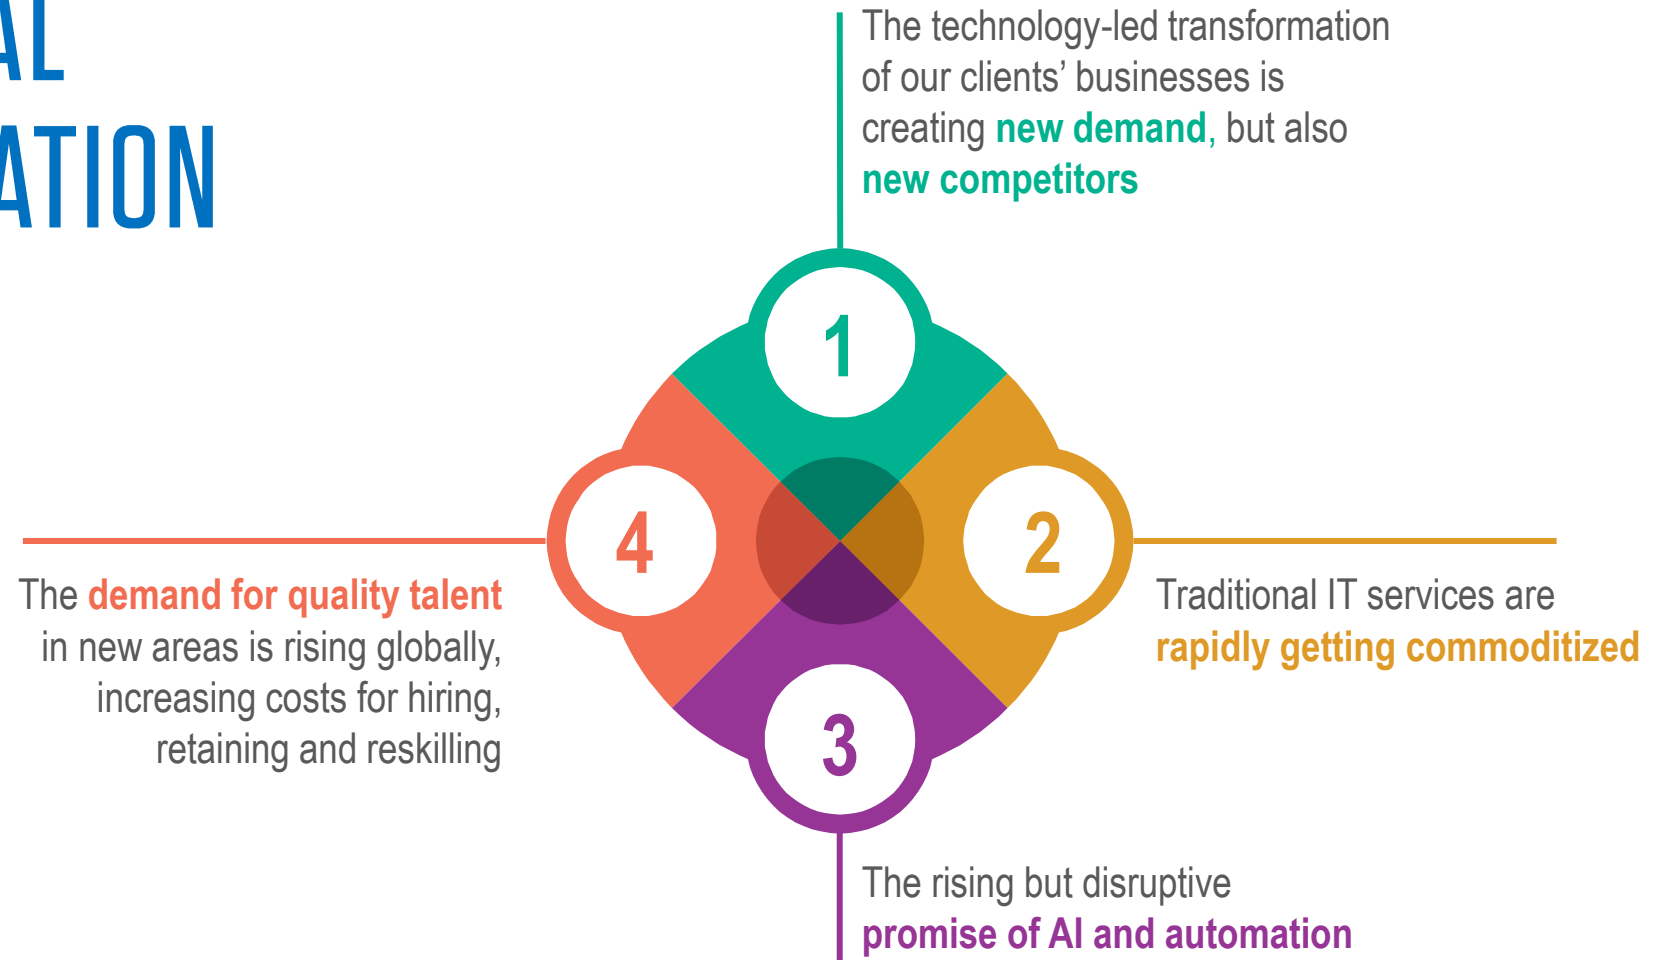 AL
ATION
The technology-led transformation
of our clients’ businesses is
creating new demand, but also
new competitors
1
4
2
3
The demand for quality talent
in new areas is rising globally,
increasing costs for hiring,
retaining and reskilling
Traditional IT services are
rapidly getting commoditized
The rising but disruptive
promise of AI and automation